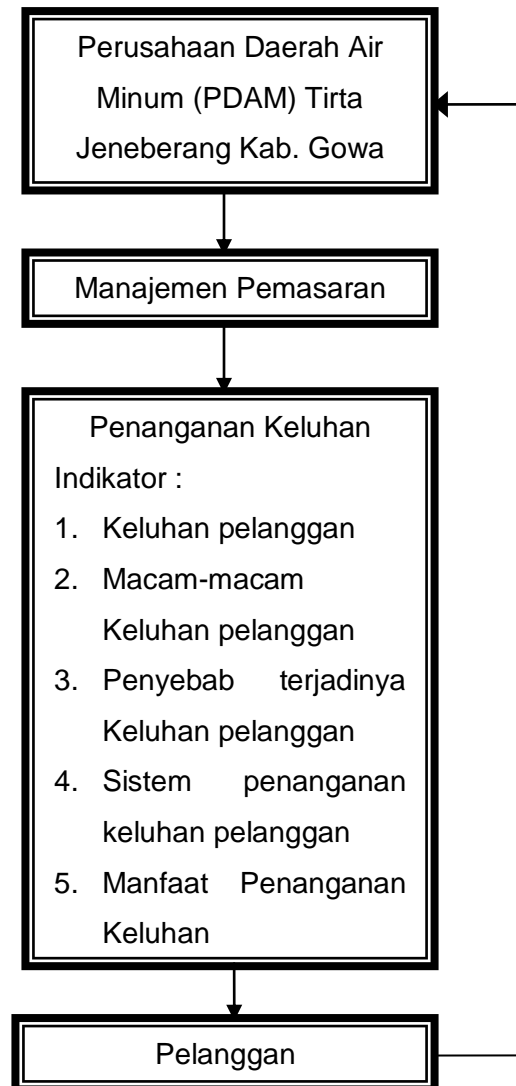 Perusahaan Daerah Air
Minum (PDAM) Tirta
Jeneberang Kab. Gowa
Manajemen Pemasaran
Penanganan Keluhan
Indikator :
1. Keluhan pelanggan
2. Macam-macam
Keluhan pelanggan
3. Penyebab terjadinya
Keluhan pelanggan
4. Sistem penanganan
keluhan pelanggan
5. Manfaat Penanganan
Keluhan
Pelanggan